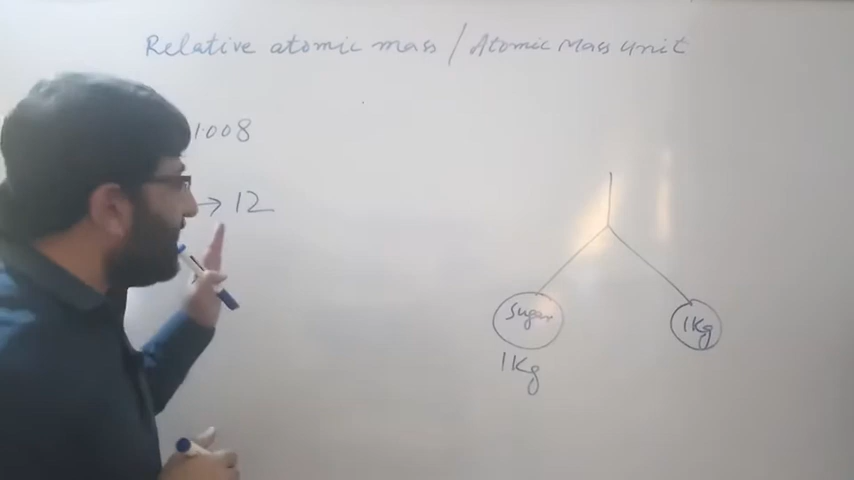 Relative atomic mass / Atomic Mass Unit
1.008
→ 12
Sugar
1Kg
1Kg